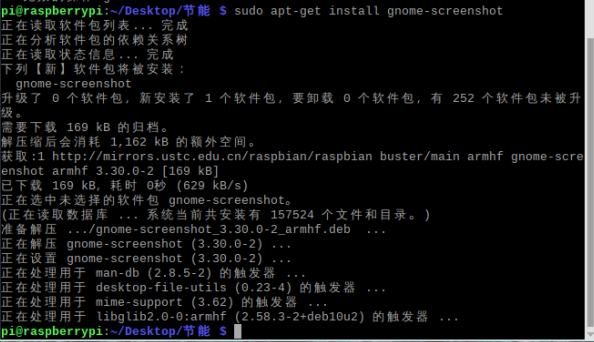 pi@raspberrypi:~/Desktop/节能 $ sudo apt-get install gnome-screenshot
正在读取软件包列表... 完成
正在分析软件包的依赖关系树
正在读取状态信息... 完成
下列【新】软件包将被安装：
gnome-screenshot
升级了 0 个软件包，新安装了 1 个软件包，要卸载 0 个软件包，有 252 个软件包未被升
级。
需要下载 169 kB 的归档。
解压缩后会消耗 1,162 kB 的额外空间。
获取:1 http://mirrors.ustc.edu.cn/raspbian/raspbian buster/main armhf gnome-scre
enshot armhf 3.30.0-2 [169 kB]
已下载 169 kB，耗时 0秒 (629 kB/s)
正在选中未选择的软件包 gnome-screenshot。
(正在读取数据库 ... 系统当前共安装有 157524 个文件和目录。)
准备解压 .../gnome-screenshot_3.30.0-2_armhf.deb  ...
正在解压 gnome-screenshot (3.30.0-2) ...
正在设置 gnome-screenshot (3.30.0-2) ...
正在处理用于 man-db (2.8.5-2) 的触发器 ...
正在处理用于 desktop-file-utils (0.23-4) 的触发器 ...
正在处理用于 mime-support (3.62) 的触发器 ...
正在处理用于 libglib2.0-0:armhf (2.58.3-2+deb10u2) 的触发器 ...
pi@raspberrypi:~/Desktop/节能 $